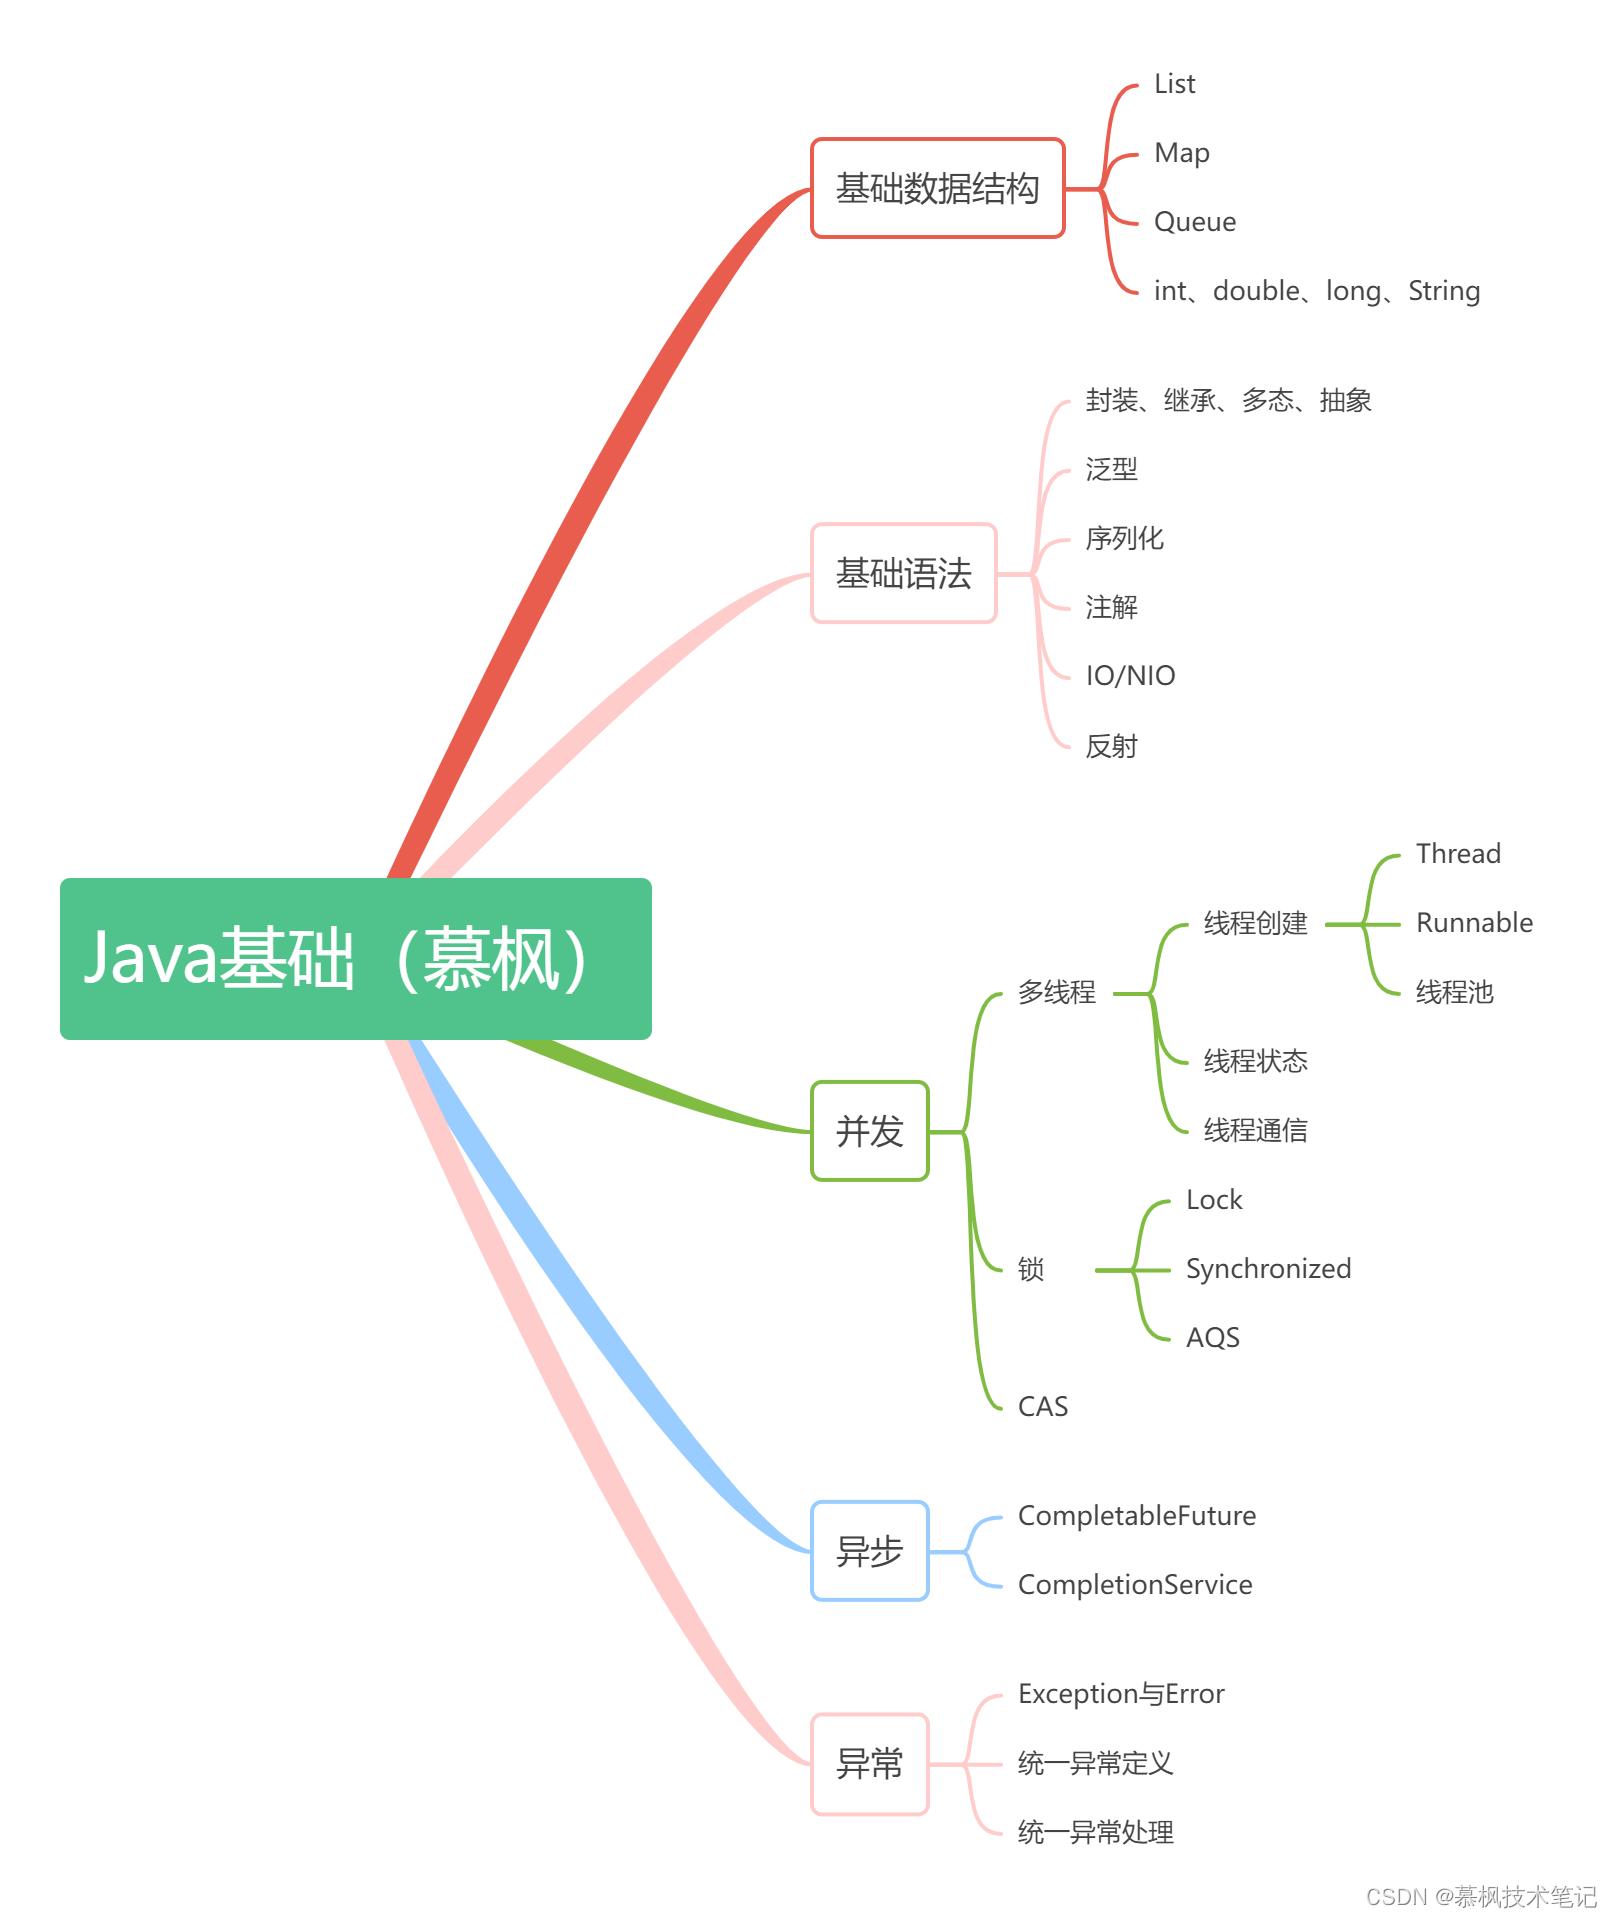 List
Map
基础数据结构
Queue
int、double、long、String
封装、继承、多态、抽象
泛型
序列化
基础语法
注解
IO/NIO
反射
Java基础（慕枫）
Thread
线程创建
Runnable
多线程
线程池
线程状态
并发
线程通信
Lock
锁
Synchronized
AQS
CAS
CompletableFuture
异步
CompletionService
Exception与Error
异常
统一异常定义
统一异常处理
CSDN @慕枫技术笔记